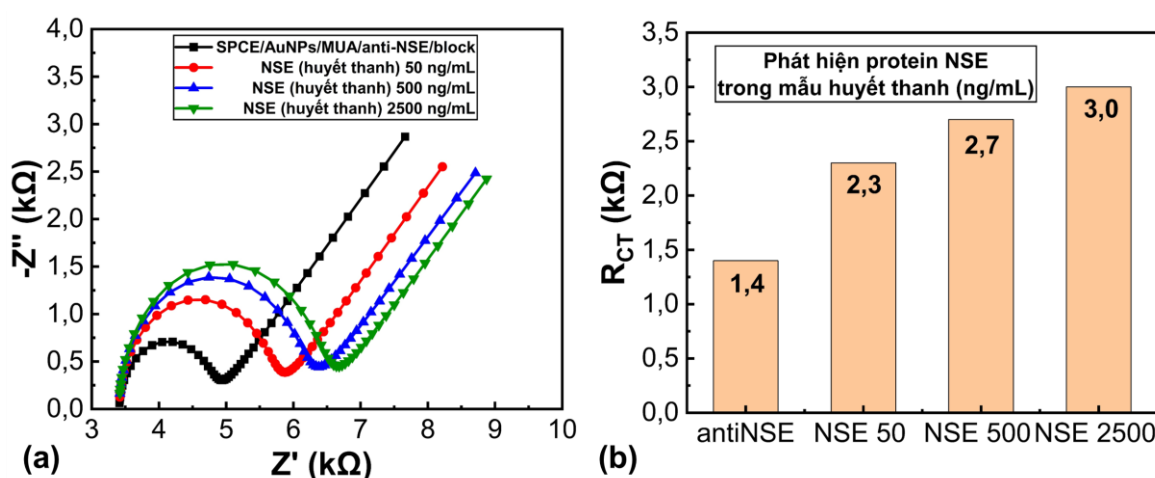 4,0
3,5
3,0
2,5
2,0
1,5
1,0
0,5
0,0
-Z'' (kΩ)
SPCE/AuNPs/MUA/anti-NSE/block
NSE (huyết thanh) 50 ng/mL
NSE (huyết thanh) 500 ng/mL
NSE (huyết thanh) 2500 ng/mL
3 4 5 6 7 8 9 10
Z' (kΩ)
(a)
3,5
3,0
2,5
2,0
1,5
1,0
0,5
0,0
R_CT (kΩ)
Phát hiện protein NSE
trong mẫu huyết thanh (ng/mL)
1,4
2,3
2,7
3,0
antiNSE NSE 50 NSE 500 NSE 2500
(b)